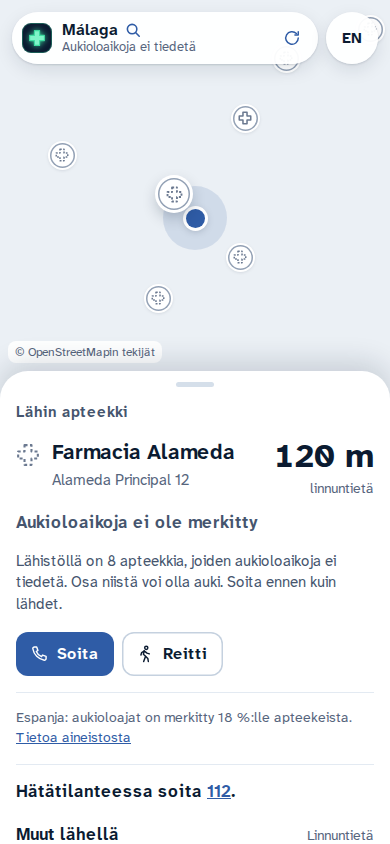 Málaga
Aukioloaikoja ei tiedetä
EN
© OpenStreetMapin tekijät
Lähin apteekki
Farmacia Alameda
120 m
Alameda Principal 12
linnuntietä
Aukioloaikoja ei ole merkitty
Lähistöllä on 8 apteekkia, joiden aukioloaikoja ei
tiedetä. Osa niistä voi olla auki. Soita ennen kuin
lähdet.
Soita
Reitti
Espanja: aukioloajat on merkitty 18 %:lle apteekeista.
Tietoa aineistosta
Hätätilanteessa soita 112.
Muut lähellä
Linnuntietä